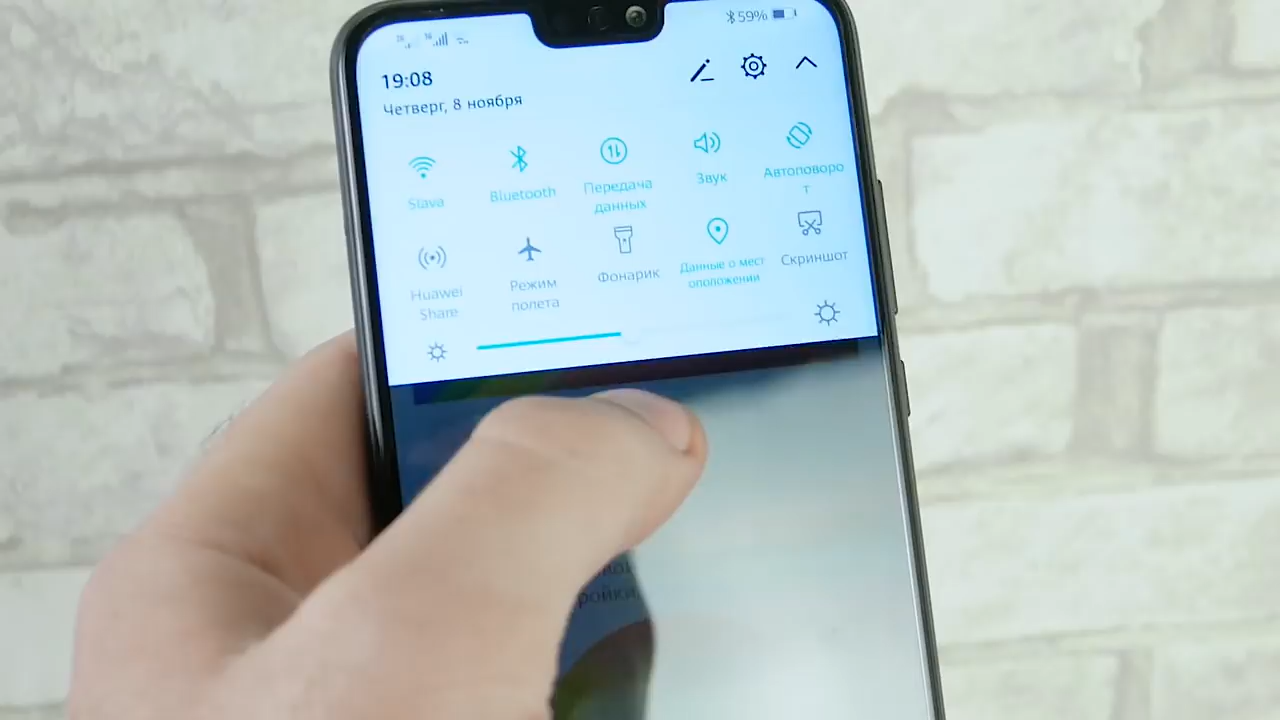 59%
19:08
Четверг, 8 ноября
Slava
Bluetooth
Передача
данных
Звук
Автоповоро
т
Huawei
Share
Режим
полета
Фонарик
Данные о мест
оположении
Скриншот